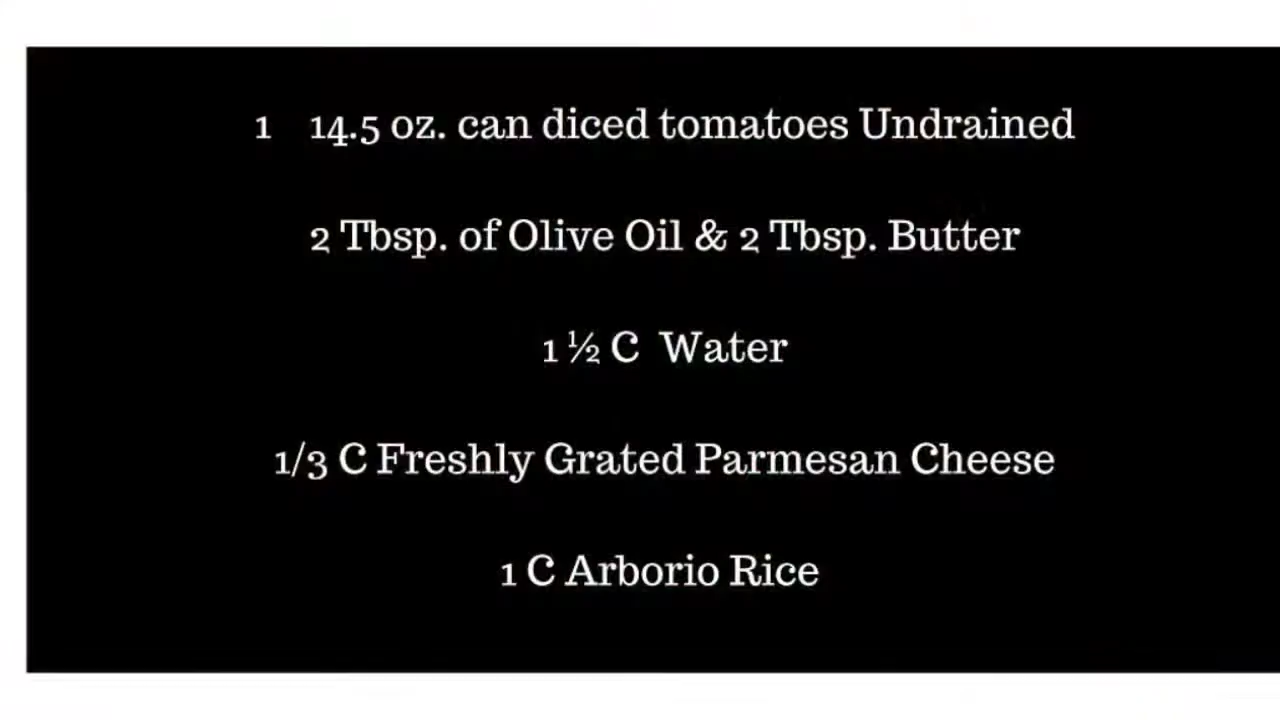 1 14.5 oz. can diced tomatoes Undrained
2 Tbsp. of Olive Oil & 2 Tbsp. Butter
1 ½ C Water
1/3 C Freshly Grated Parmesan Cheese
1 C Arborio Rice